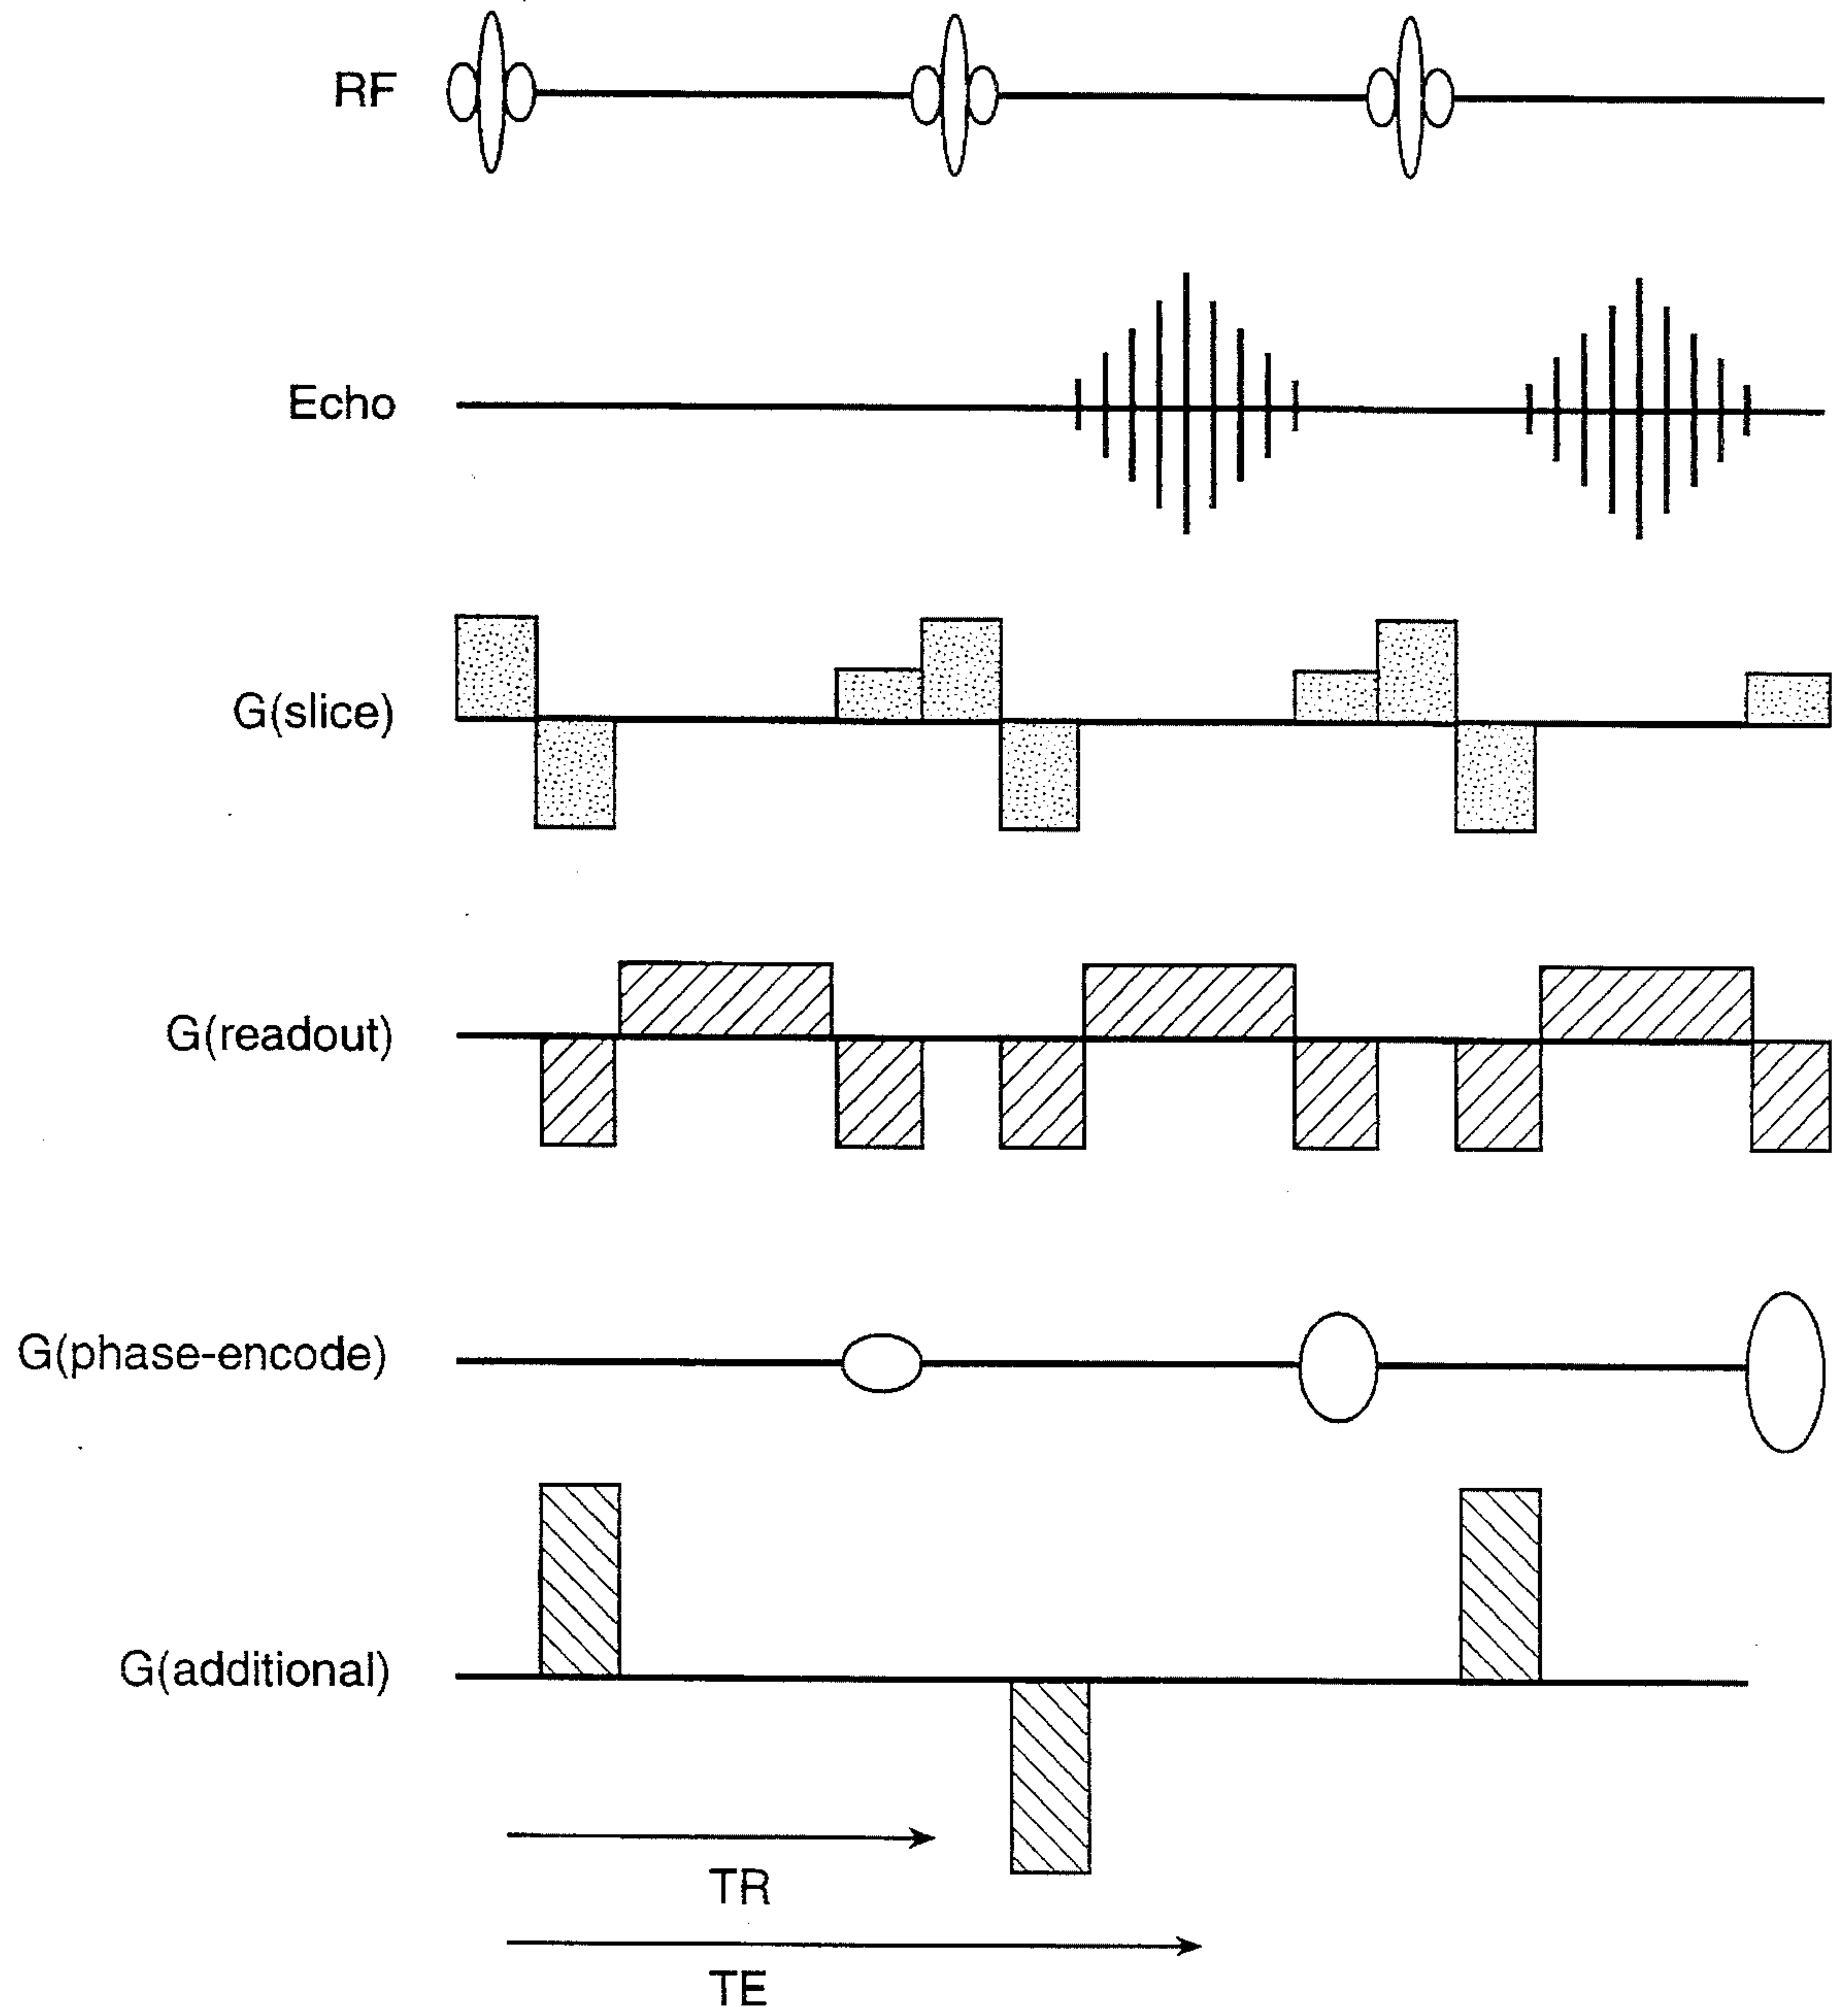 RF
Echo
G(slice)
G(readout)
G(phase-encode)
G(additional)
TR
TE